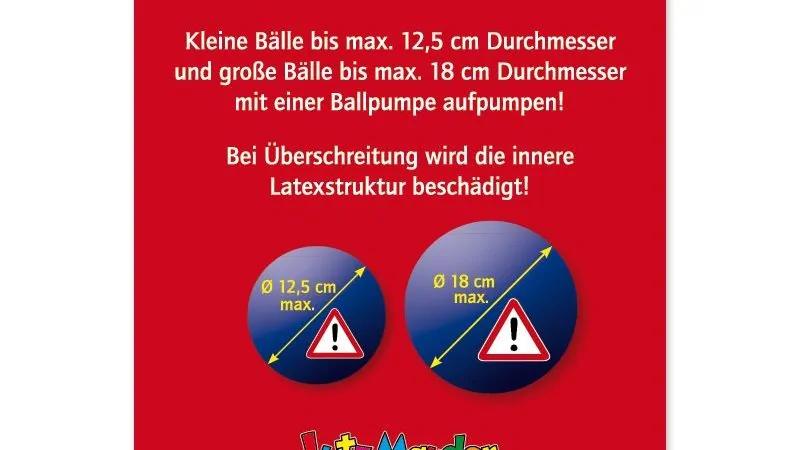 Kleine Bälle bis max. 12,5 cm Durchmesser
und große Bälle bis max. 18 cm Durchmesser
mit einer Ballpumpe aufpumpen!
Bei Überschreitung wird die innere
Latexstruktur beschädigt!
Ø 12,5 cm
max.
Ø 18 cm
max.